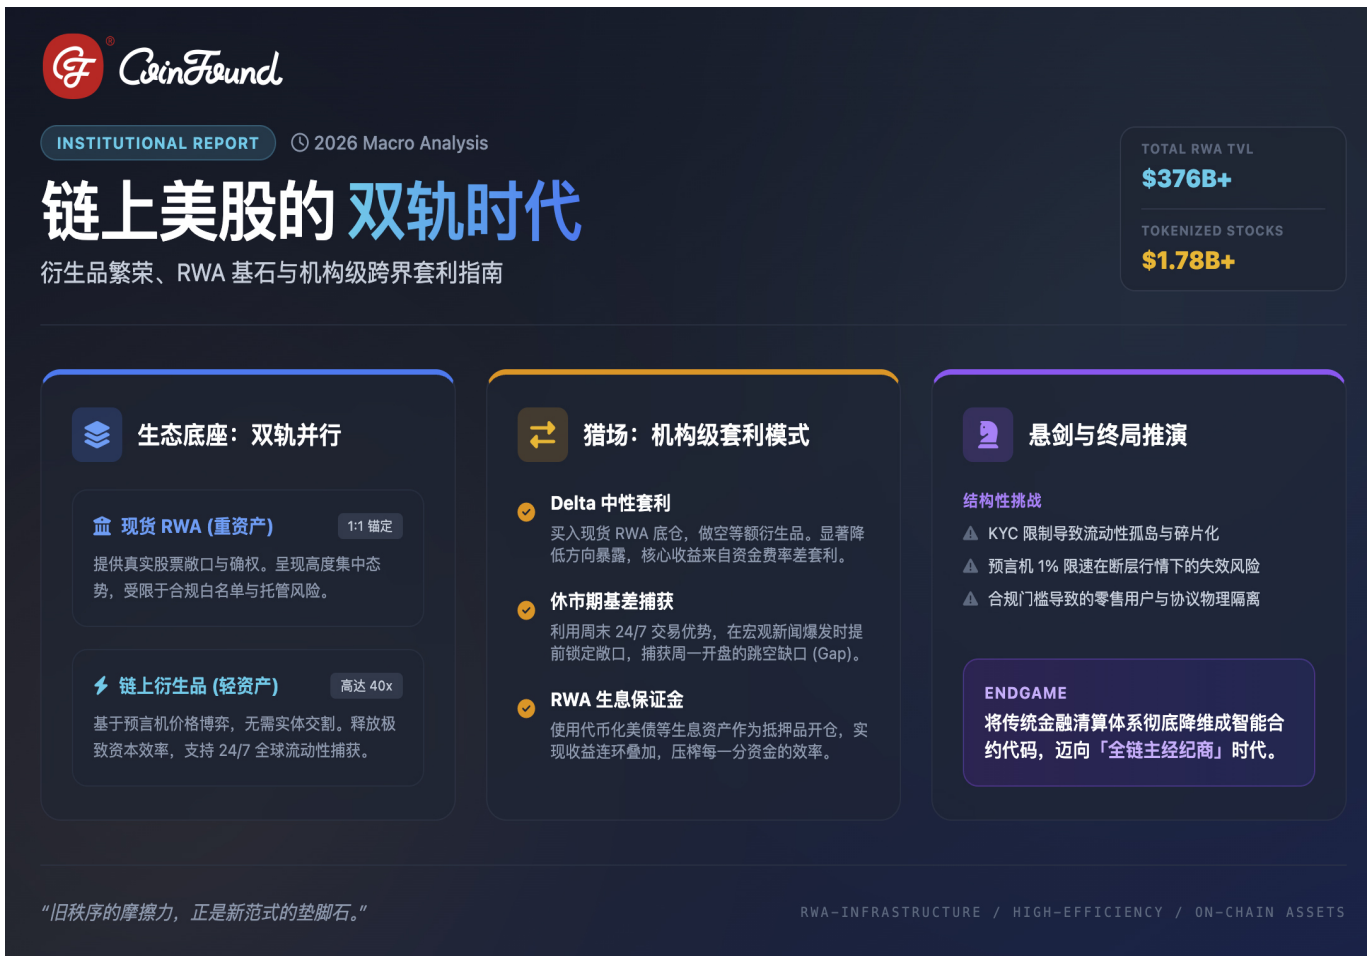 CF
®
CoinFound
INSTITUTIONAL REPORT
2026 Macro Analysis
链上美股的 双轨时代
衍生品繁荣、RWA 基石与机构级跨界套利指南
TOTAL RWA TVL
$376B+
TOKENIZED STOCKS
$1.78B+
生态底座：双轨并行
现货 RWA (重资产)
1:1 锚定
提供真实股票敞口与确权。呈现高度集中态
势，受限于合规白名单与托管风险。
链上衍生品 (轻资产)
高达 40x
基于预言机价格博弈，无需实体交割。释放极
致资本效率，支持 24/7 全球流动性捕获。
猎场：机构级套利模式
Delta 中性套利
买入现货 RWA 底仓，做空等额衍生品。显著降
低方向暴露，核心收益来自资金费率差套利。
休市期基差捕获
利用周末 24/7 交易优势，在宏观新闻爆发时提
前锁定敞口，捕获周一开盘的跳空缺口 (Gap)。
RWA 生息保证金
使用代币化美债等生息资产作为抵押品开仓，实
现收益连环叠加，压榨每一分资金的效率。
悬剑与终局推演
结构性挑战
KYC 限制导致流动性孤岛与碎片化
预言机 1% 限速在断层行情下的失效风险
合规门槛导致的零售用户与协议物理隔离
ENDGAME
将传统金融清算体系彻底降维成智能合
约代码，迈向「全链主经纪商」时代。
“旧秩序的摩擦力，正是新范式的垫脚石。”
RWA-INFRASTRUCTURE / HIGH-EFFICIENCY / ON-CHAIN ASSETS